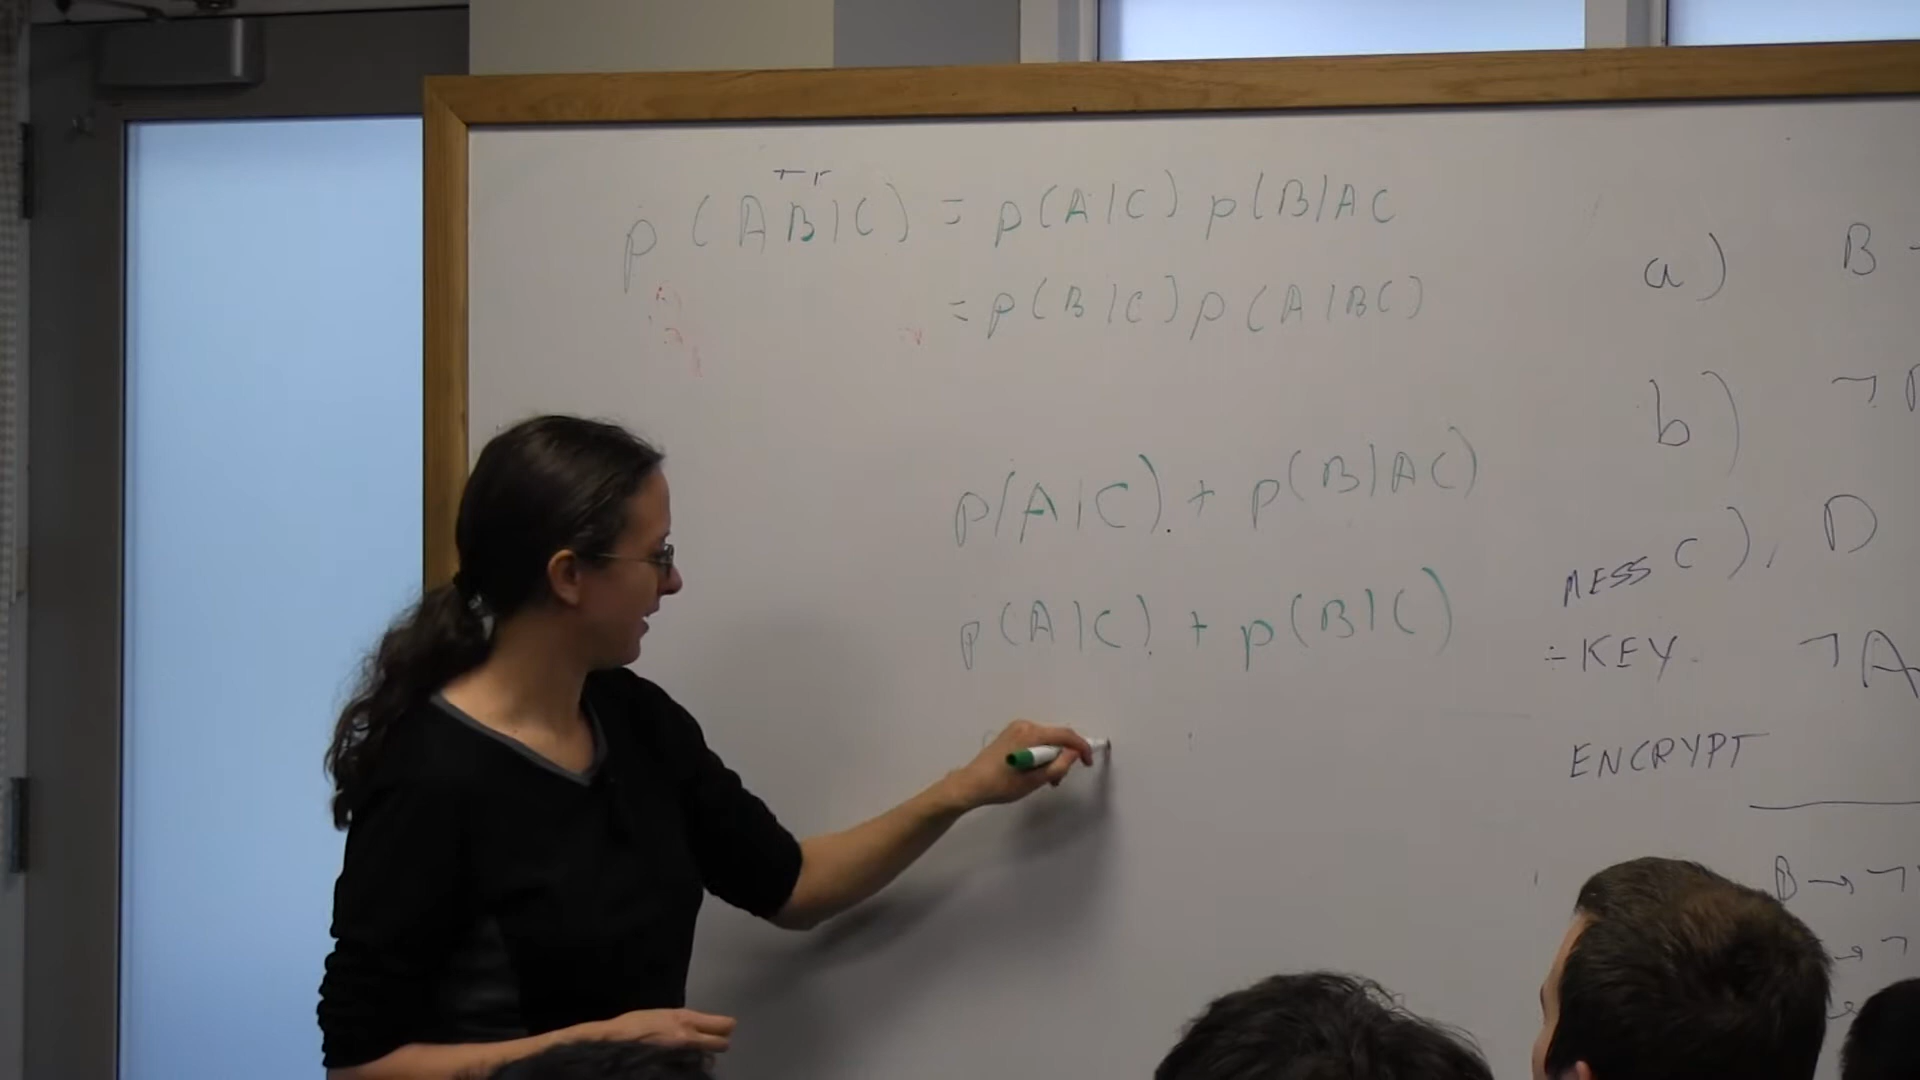 p(AB|C) = p(A|C) p(B|AC
= p(B|C) p(A|BC)
p(A|C) + p(B|AC)
p(A|C) + p(B|C)
a) B
b) ¬
MESS C), D
÷KEY ¬A
ENCRYPT
B→¬
→¬